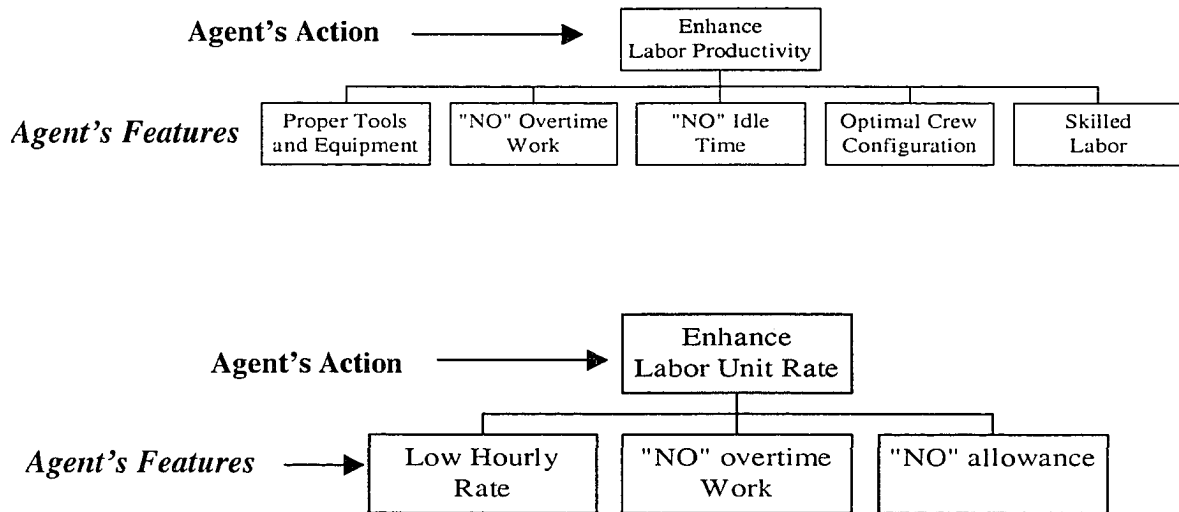 Agent's Action
Enhance
Labor Productivity
Agent's Features
Proper Tools
and Equipment
"NO" Overtime
Work
"NO" Idle
Time
Optimal Crew
Configuration
Skilled
Labor
Agent's Action
Enhance
Labor Unit Rate
Agent's Features
Low Hourly
Rate
"NO" overtime
Work
"NO" allowance